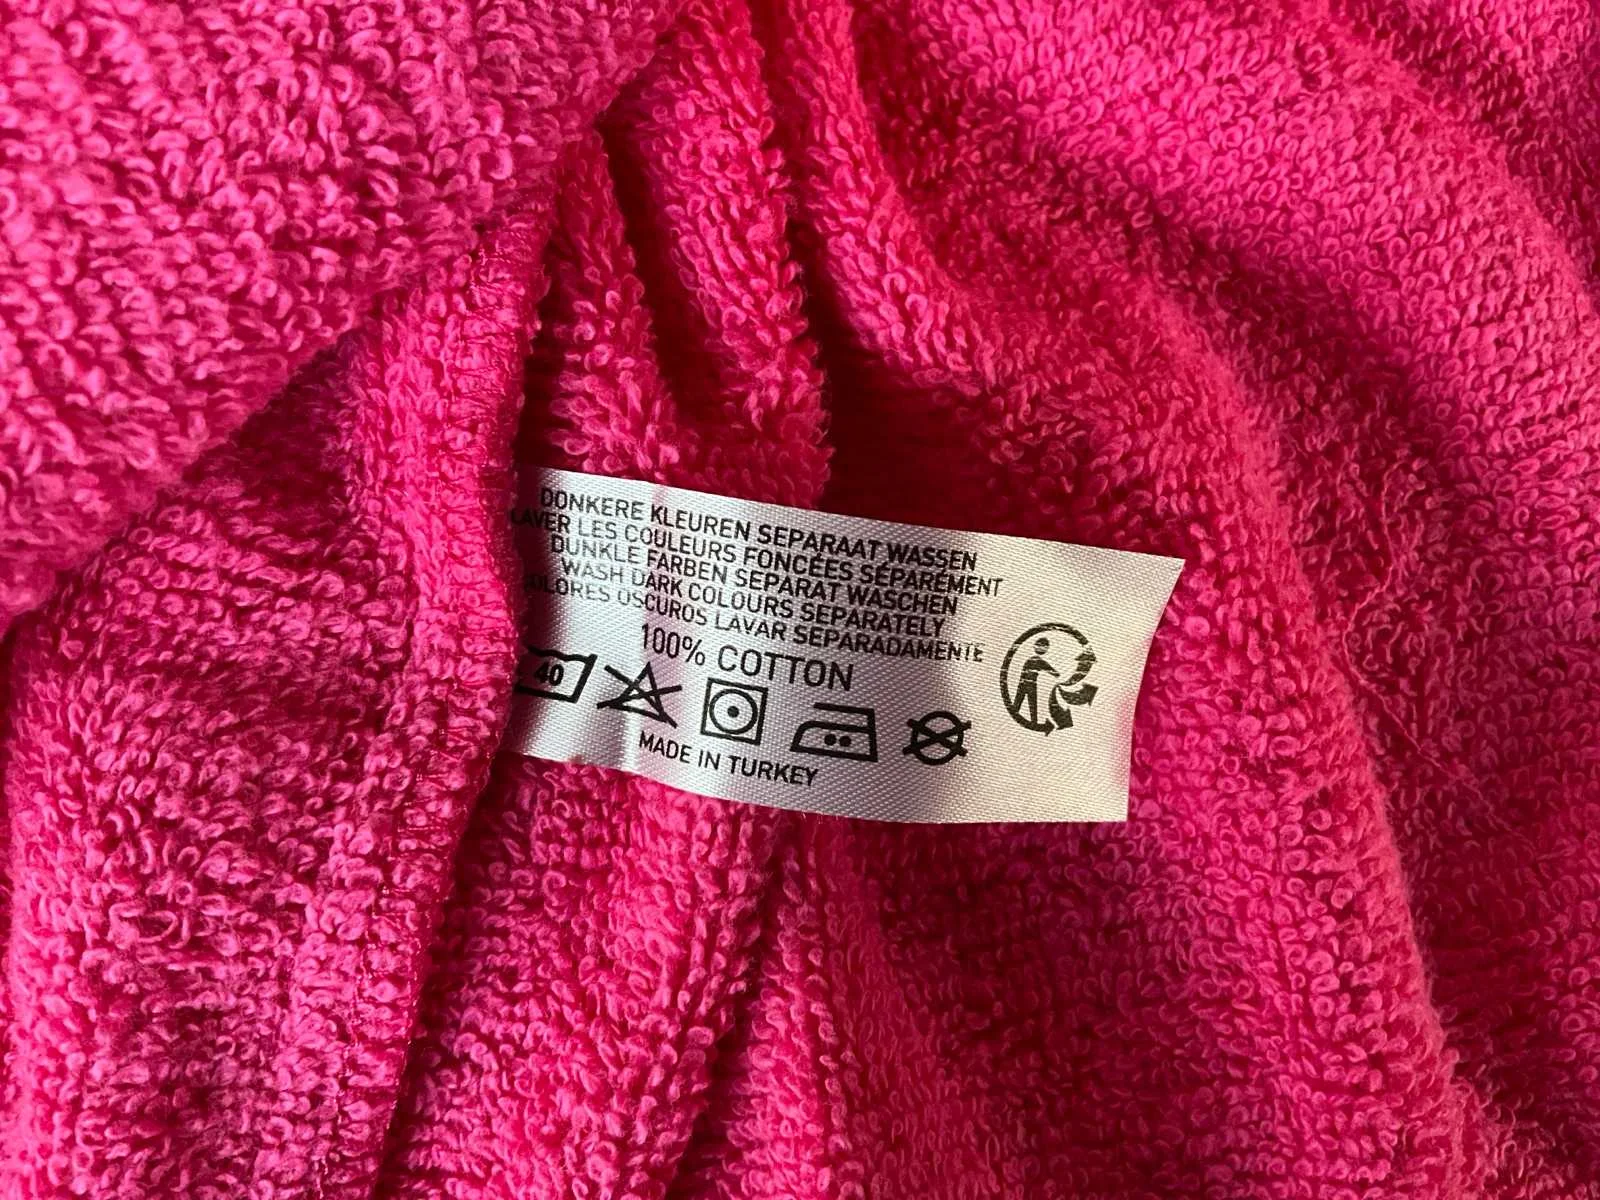 DONKERE KLEUREN SEPARAAT WASSEN
LAVER LES COULEURS FONCÉES SÉPARÉMENT
DUNKLE FARBEN SEPARAT WASCHEN
WASH DARK COLOURS SEPARATELY
COLORES OSCUROS LAVAR SEPARADAMENTE
100% COTTON
40
MADE IN TURKEY